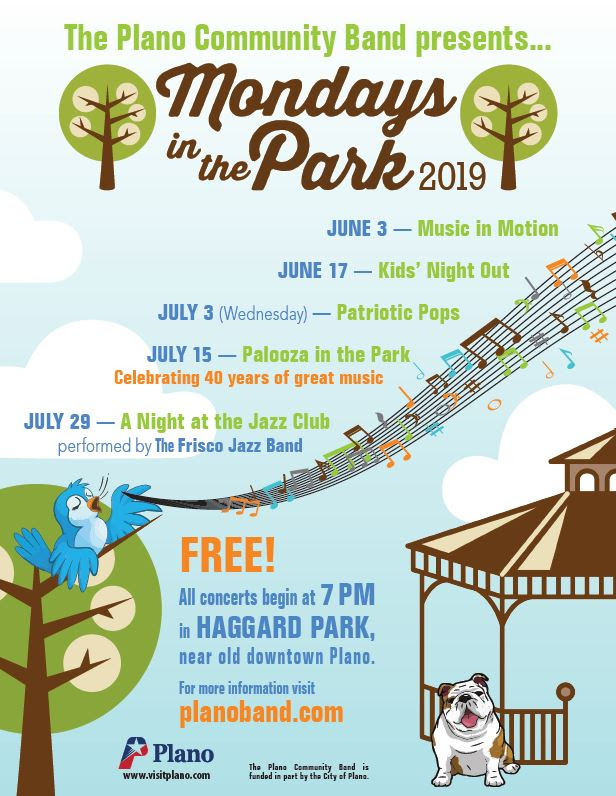 The Plano Community Band presents...
Mondays
in the Park 2019
JUNE 3 — Music in Motion
JUNE 17 — Kids' Night Out
JULY 3 (Wednesday) — Patriotic Pops
JULY 15 — Palooza in the Park
Celebrating 40 years of great music
JULY 29 — A Night at the Jazz Club
performed by The Frisco Jazz Band
FREE!
All concerts begin at 7 PM
in HAGGARD PARK,
near old downtown Plano.
For more information visit
planoband.com
Plano
www.visitplano.com
The Plano Community Band is
funded in part by the City of Plano.